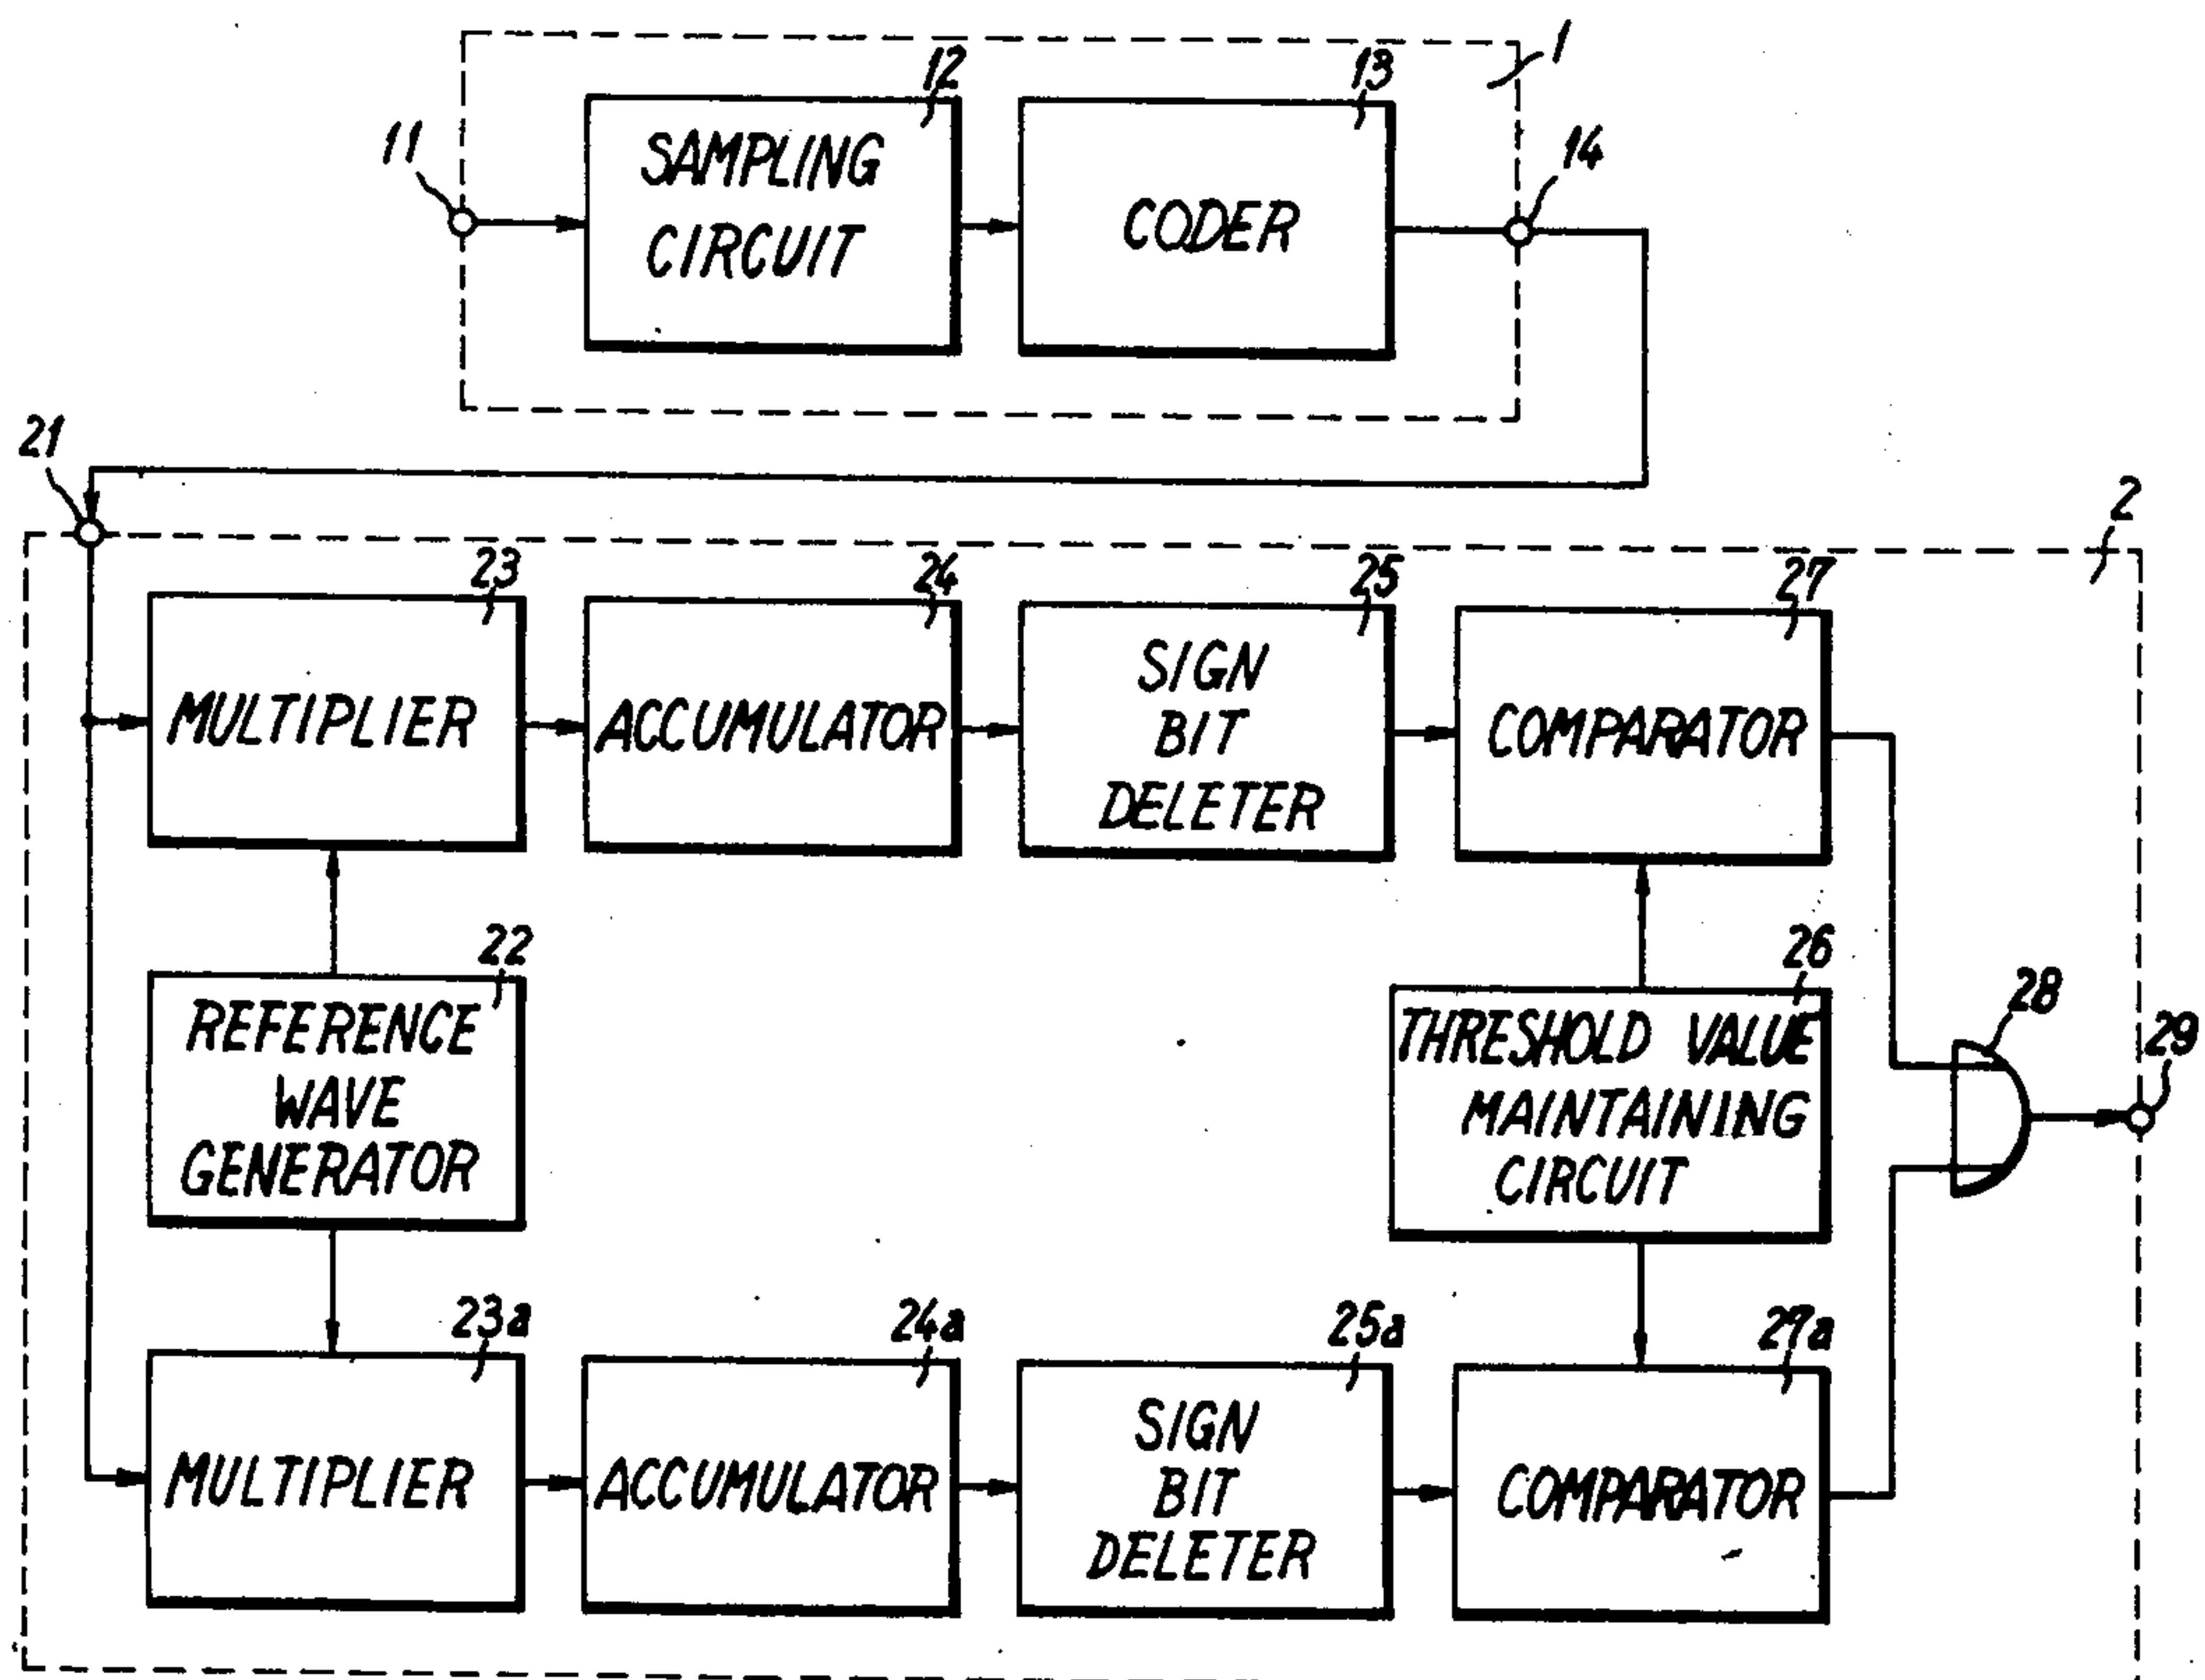 1
12
13
11
SAMPLING
CIRCUIT
CODER
14
21
2
23
24
25
27
MULTIPLIER
ACCUMULATOR
SIGN
BIT
DELETER
COMPARATOR
22
REFERENCE
WAVE
GENERATOR
26
THRESHOLD VALUE
MAINTAINING
CIRCUIT
28
29
23a
24a
25a
27a
MULTIPLIER
ACCUMULATOR
SIGN
BIT
DELETER
COMPARATOR